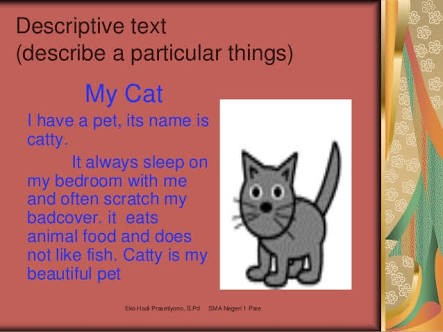 Descriptive text
(describe a particular things)
My Cat
I have a pet, its name is
catty.
It always sleep on
my bedroom with me
and often scratch my
badcover. it eats
animal food and does
not like fish. Catty is my
beautiful pet
Eko Hadi Prasetiyono, S.Pd SMA Negeri 1 Pare